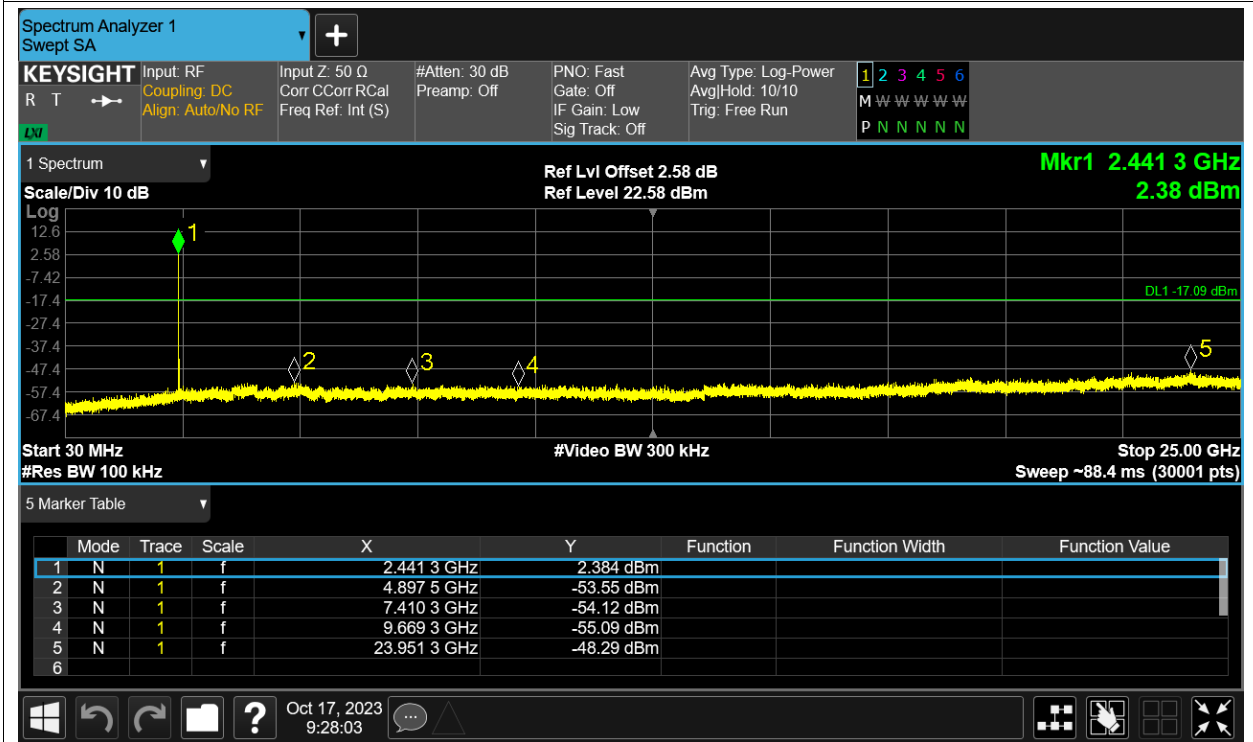 Spectrum Analyzer 1
Swept SA
+
KEYSIGHT
R T
LXI
Input: RF
Coupling: DC
Align: Auto/No RF
Input Z: 50 Ω
Corr CCorr RCal
Freq Ref: Int (S)
#Atten: 30 dB
Preamp: Off
PNO: Fast
Gate: Off
IF Gain: Low
Sig Track: Off
Avg Type: Log-Power
Avg|Hold: 10/10
Trig: Free Run
1 2 3 4 5 6
M W W W W W
P N N N N N
1 Spectrum
Scale/Div 10 dB
Ref Lvl Offset 2.58 dB
Ref Level 22.58 dBm
Mkr1 2.441 3 GHz
2.38 dBm
Log
12.6
2.58
-7.42
-17.4
-27.4
-37.4
-47.4
-57.4
-67.4
1
2
3
4
5
DL1 -17.09 dBm
Start 30 MHz
#Video BW 300 kHz
Stop 25.00 GHz
#Res BW 100 kHz
Sweep ~88.4 ms (30001 pts)
5 Marker Table
Mode Trace Scale X Y Function Function Width Function Value
1 N 1 f 2.441 3 GHz 2.384 dBm
2 N 1 f 4.897 5 GHz -53.55 dBm
3 N 1 f 7.410 3 GHz -54.12 dBm
4 N 1 f 9.669 3 GHz -55.09 dBm
5 N 1 f 23.951 3 GHz -48.29 dBm
6
?
Oct 17, 2023
9:28:03